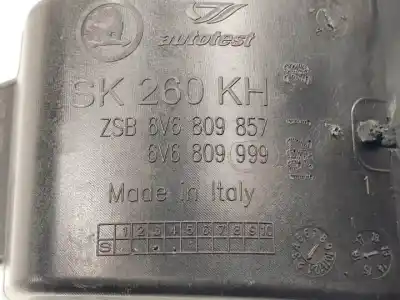 autotest
SK 260 KH
ZSB 6V6 809 857
6V6 809 999
Made in Italy
1 2 3 4 5 6 7 8 9 10
S
1